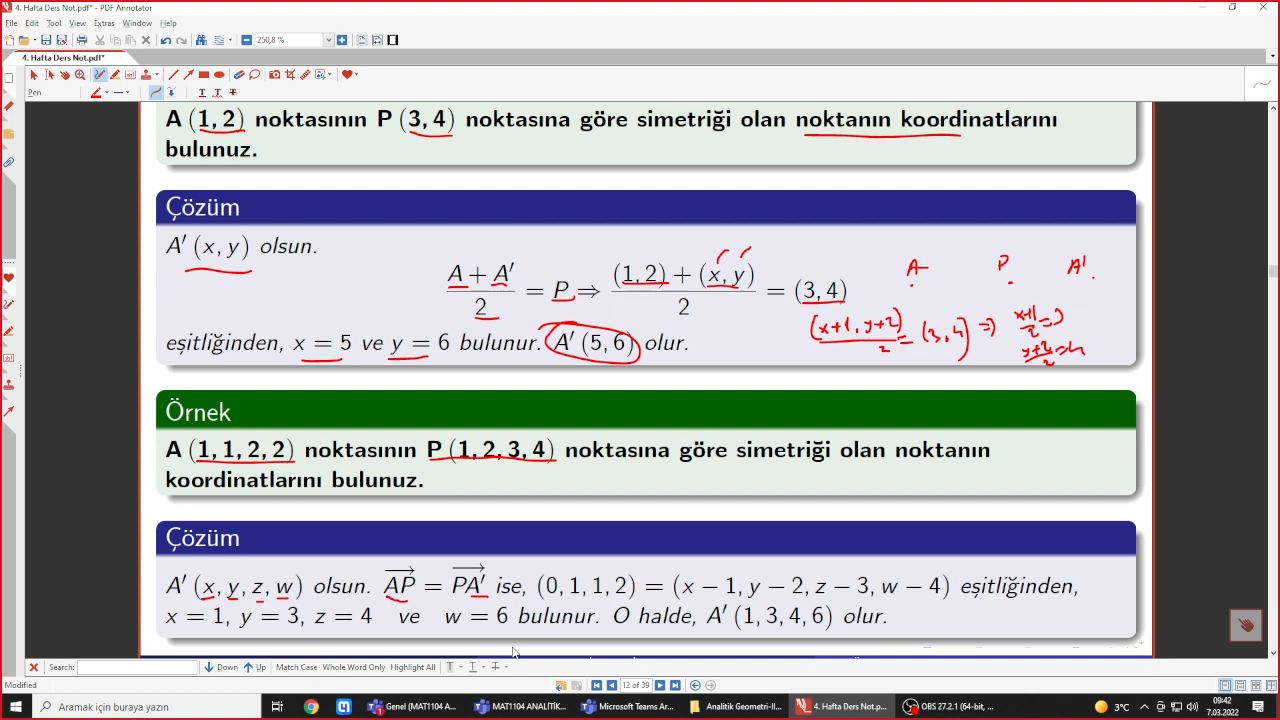 4. Hafta Ders Not.pdf* - PDF Annotator
File Edit Tool View Extras Window Help
250,8 %
4. Hafta Ders Not.pdf*
Pen
A (1, 2) noktasının P (3, 4) noktasına göre simetriği olan noktanın koordinatlarını
bulunuz.
Çözüm
A′ (x, y) olsun.
(A + A′)/2 = P ⇒ ((1, 2) + (x, y))/2 = (3, 4)
A P A'
(x+1, y+2)/2 = (3, 4) ⇒ x+1/2 = 3
y+2/2 = 4
eşitliğinden, x = 5 ve y = 6 bulunur. A′ (5, 6) olur.
Örnek
A (1, 1, 2, 2) noktasının P (1, 2, 3, 4) noktasına göre simetriği olan noktanın
koordinatlarını bulunuz.
Çözüm
A′ (x, y, z, w) olsun. AP = PA′ ise, (0, 1, 1, 2) = (x − 1, y − 2, z − 3, w − 4) eşitliğinden,
x = 1, y = 3, z = 4 ve w = 6 bulunur. O halde, A′ (1, 3, 4, 6) olur.
Search: Down Up Match Case Whole Word Only Highlight All
Modified 12 of 39
Aramak için buraya yazın
Genel (MAT1104 A... MAT1104 ANALİTİK... Microsoft Teams Ar... Analitik Geometri-II... 4. Hafta Ders Not.p... OBS 27.2.1 (64-bit, ...
3°C 09:42
7.03.2022